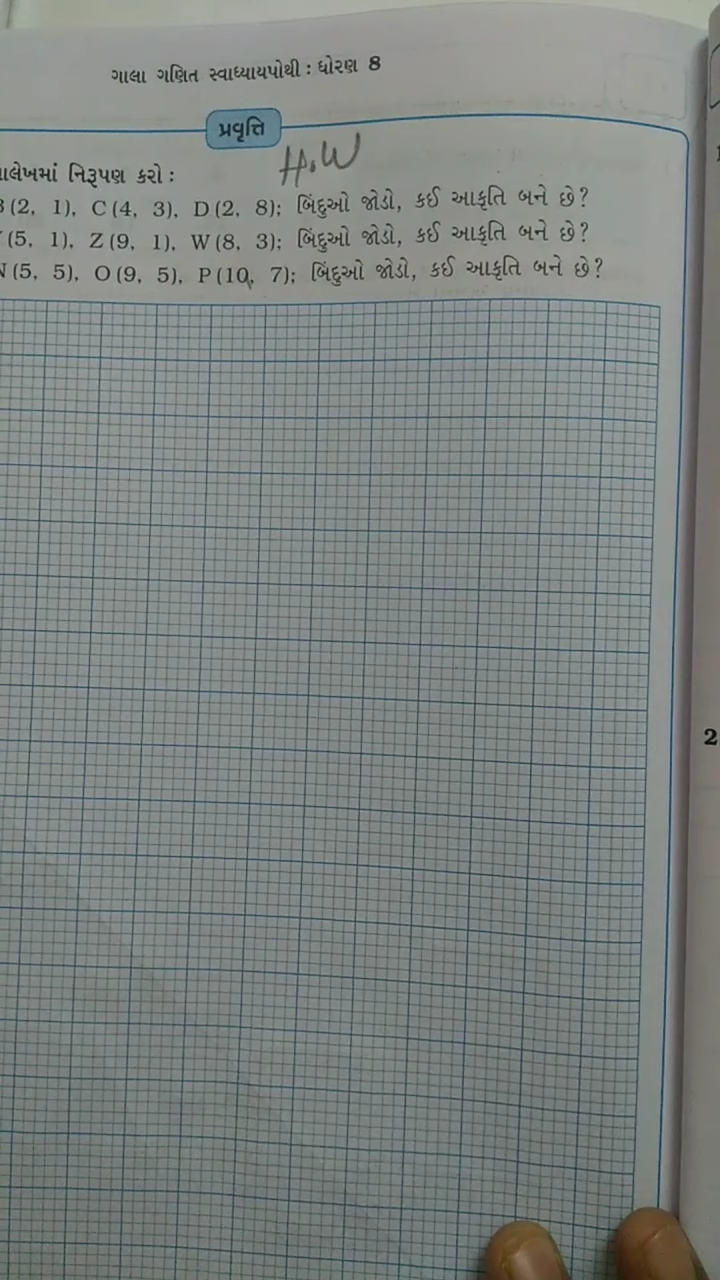 ગાલા ગણિત સ્વાધ્યાયપોથી : ધોરણ 8
પ્રવૃત્તિ
H.W
નિરૂપણ કરો :
(2, 1), C (4, 3), D (2, 8); બિંદુઓ જોડો, કઈ આકૃતિ બને છે?
(5, 1), Z (9, 1), W (8, 3); બિંદુઓ જોડો, કઈ આકૃતિ બને છે?
(5, 5), O (9, 5), P (10, 7); બિંદુઓ જોડો, કઈ આકૃતિ બને છે?
2